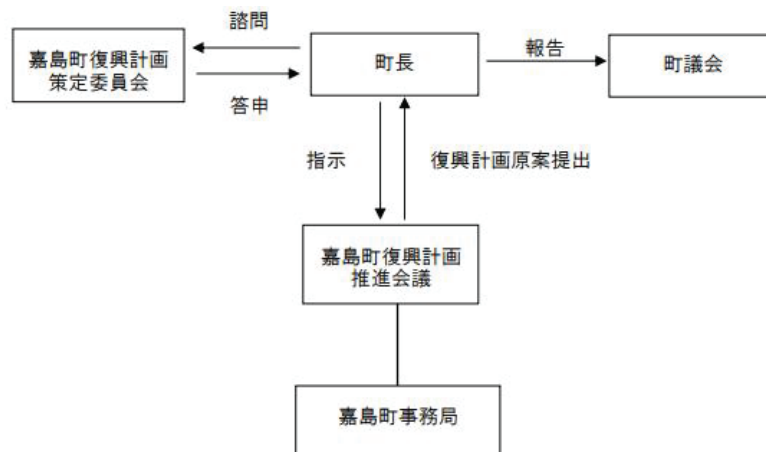 諮問
嘉島町復興計画
策定委員会
答申
町長
報告
町議会
指示
復興計画原案提出
嘉島町復興計画
推進会議
嘉島町事務局